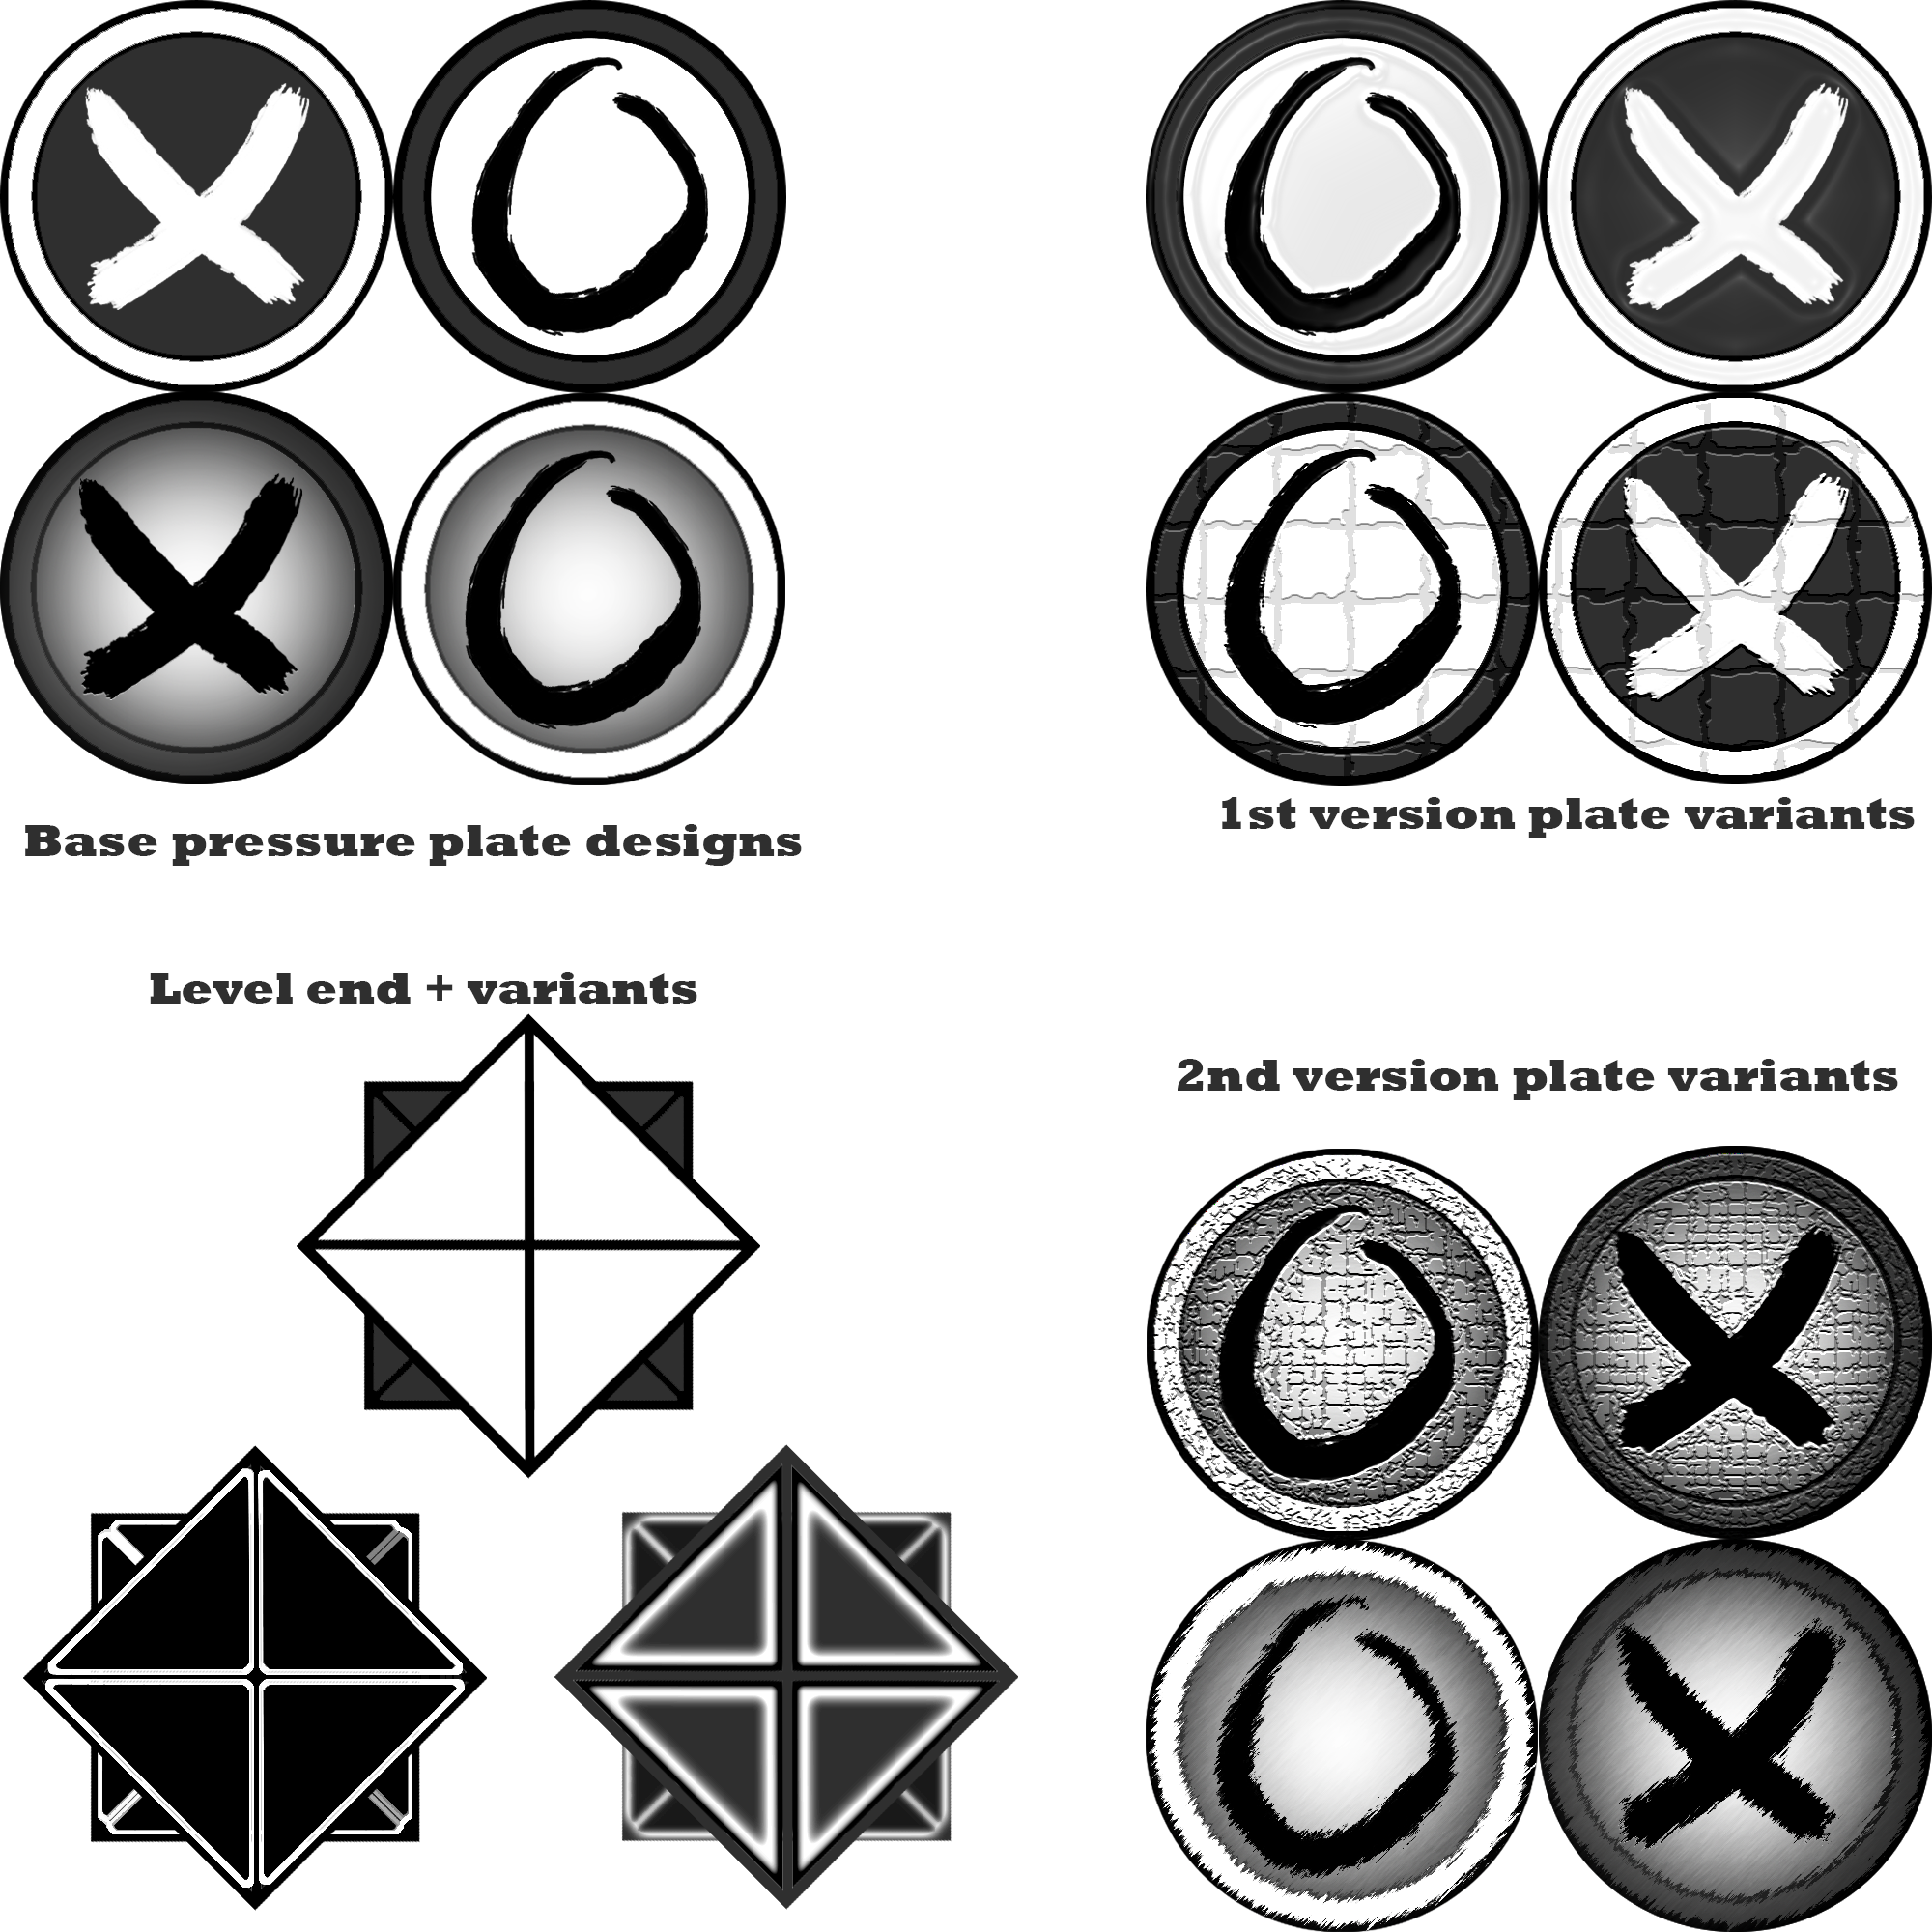 Base pressure plate designs
1st version plate variants
Level end + variants
2nd version plate variants